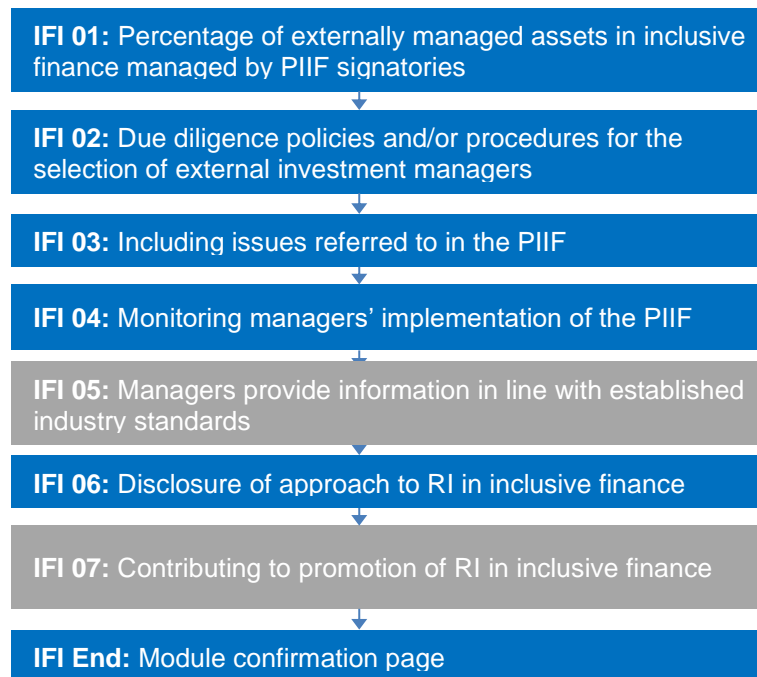 IFI 01: Percentage of externally managed assets in inclusive
finance managed by PIIF signatories
IFI 02: Due diligence policies and/or procedures for the
selection of external investment managers
IFI 03: Including issues referred to in the PIIF
IFI 04: Monitoring managers’ implementation of the PIIF
IFI 05: Managers provide information in line with established
industry standards
IFI 06: Disclosure of approach to RI in inclusive finance
IFI 07: Contributing to promotion of RI in inclusive finance
IFI End: Module confirmation page